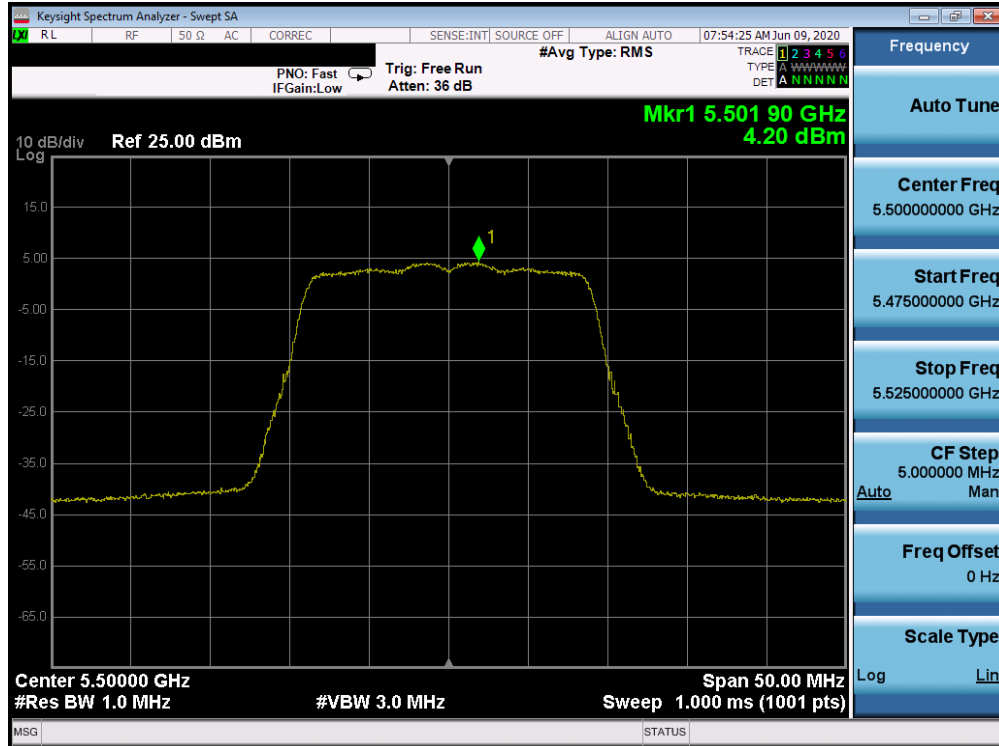 Keysight Spectrum Analyzer - Swept SA
LXI RL RF 50 Ω AC CORREC SENSE:INT SOURCE OFF ALIGN AUTO 07:54:25 AM Jun 09, 2020
#Avg Type: RMS
TRACE 1 2 3 4 5 6
TYPE A WWWWW
DET A N N N N N
PNO: Fast
IFGain:Low
Trig: Free Run
Atten: 36 dB
Mkr1 5.501 90 GHz
4.20 dBm
10 dB/div Ref 25.00 dBm
Log
15.0
1
5.00
-5.00
-15.0
-25.0
-35.0
-45.0
-55.0
-65.0
Center 5.50000 GHz
Span 50.00 MHz
#Res BW 1.0 MHz
#VBW 3.0 MHz
Sweep 1.000 ms (1001 pts)
MSG
STATUS
Frequency
Auto Tune
Center Freq
5.500000000 GHz
Start Freq
5.475000000 GHz
Stop Freq
5.525000000 GHz
CF Step
5.000000 MHz
Auto Man
Freq Offset
0 Hz
Scale Type
Log Lin